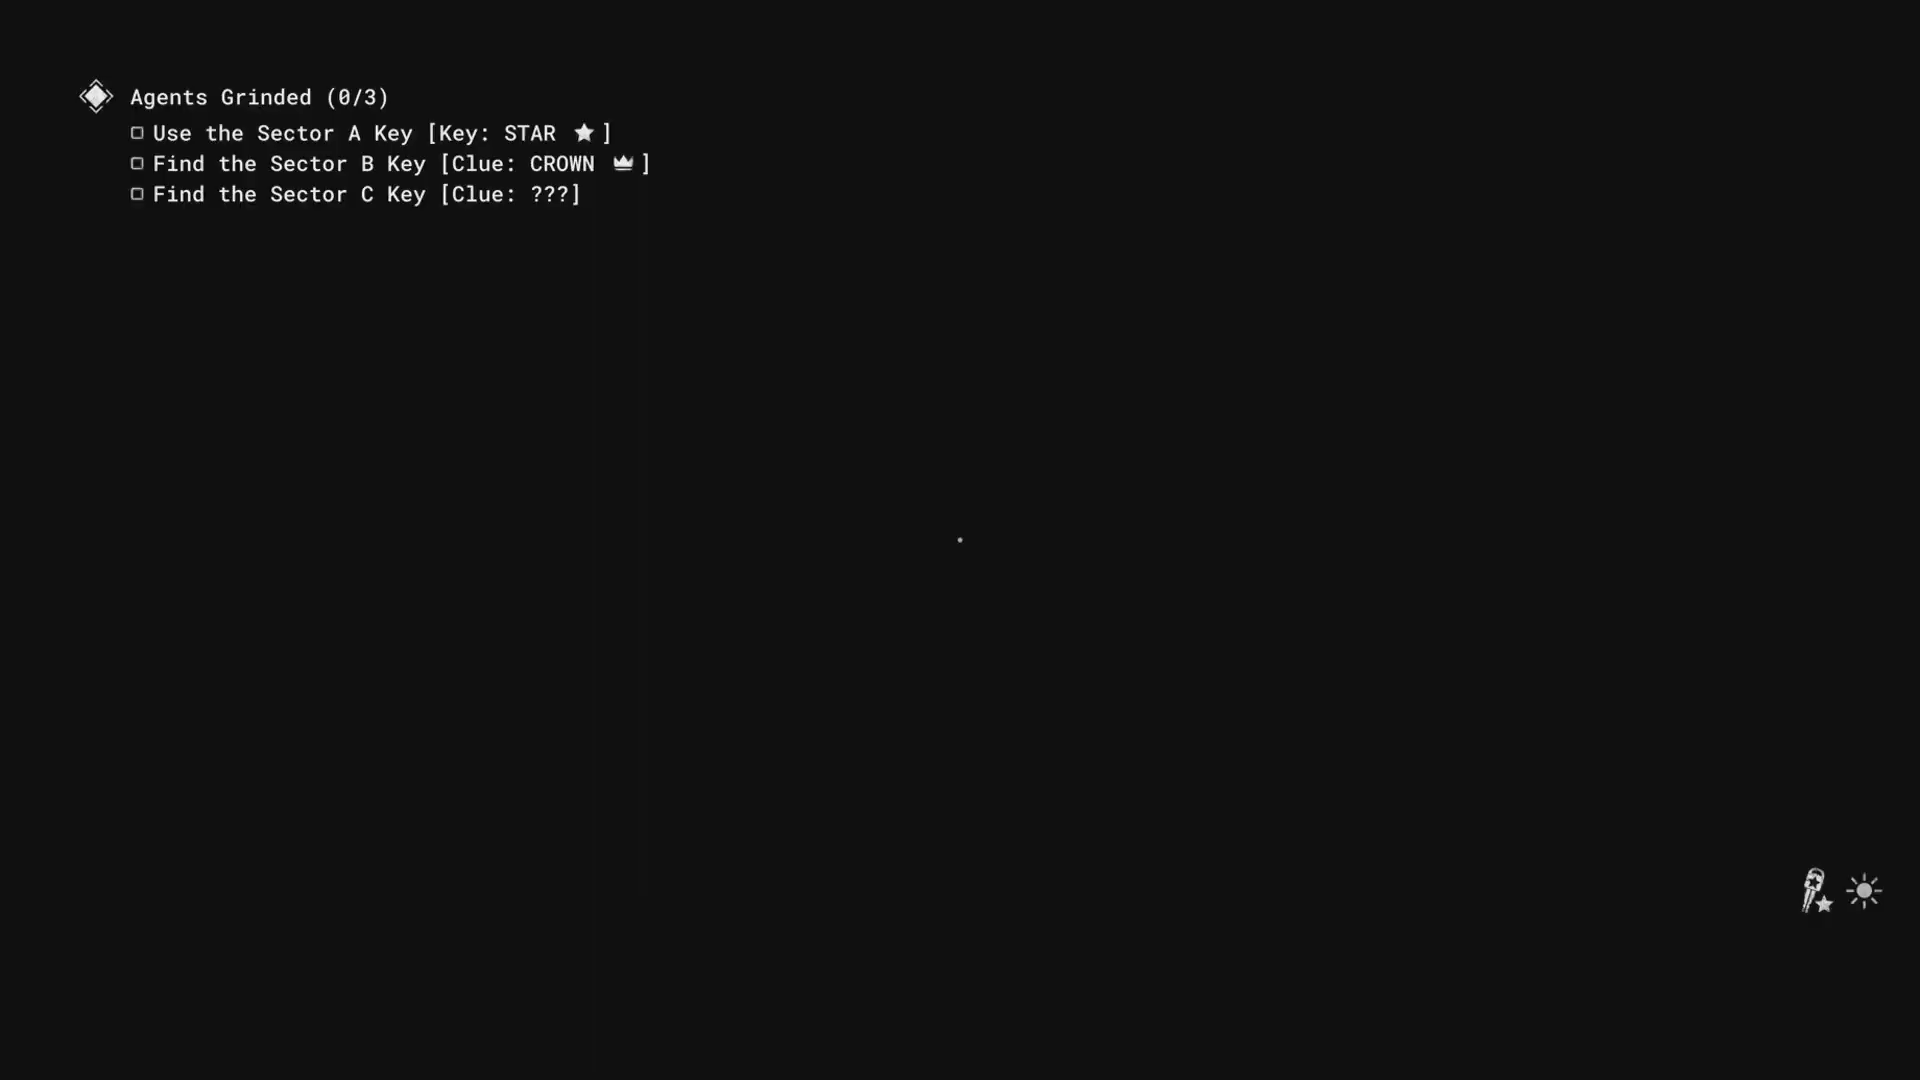 Agents Grinded (0/3)
Use the Sector A Key [Key: STAR ★ ]
Find the Sector B Key [Clue: CROWN ]
Find the Sector C Key [Clue: ???]